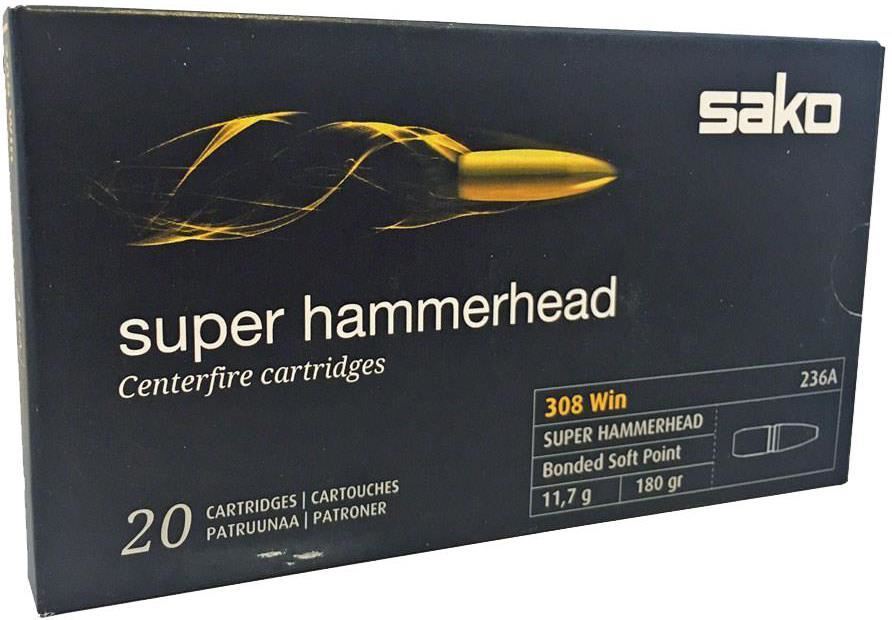 sako
super hammerhead
Centerfire cartridges
308 Win
236A
SUPER HAMMERHEAD
Bonded Soft Point
11,7 g
180 gr
20
CARTRIDGES | CARTOUCHES
PATRUUNAA | PATRONER